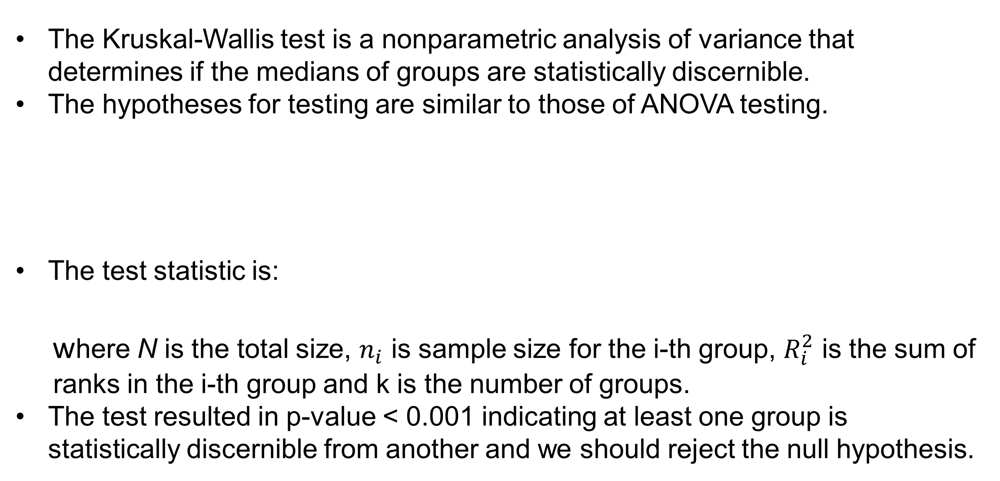 • The Kruskal-Wallis test is a nonparametric analysis of variance that
determines if the medians of groups are statistically discernible.
• The hypotheses for testing are similar to those of ANOVA testing.
• The test statistic is:
where N is the total size, nᵢ is sample size for the i-th group, Rᵢ² is the sum of
ranks in the i-th group and k is the number of groups.
• The test resulted in p-value < 0.001 indicating at least one group is
statistically discernible from another and we should reject the null hypothesis.